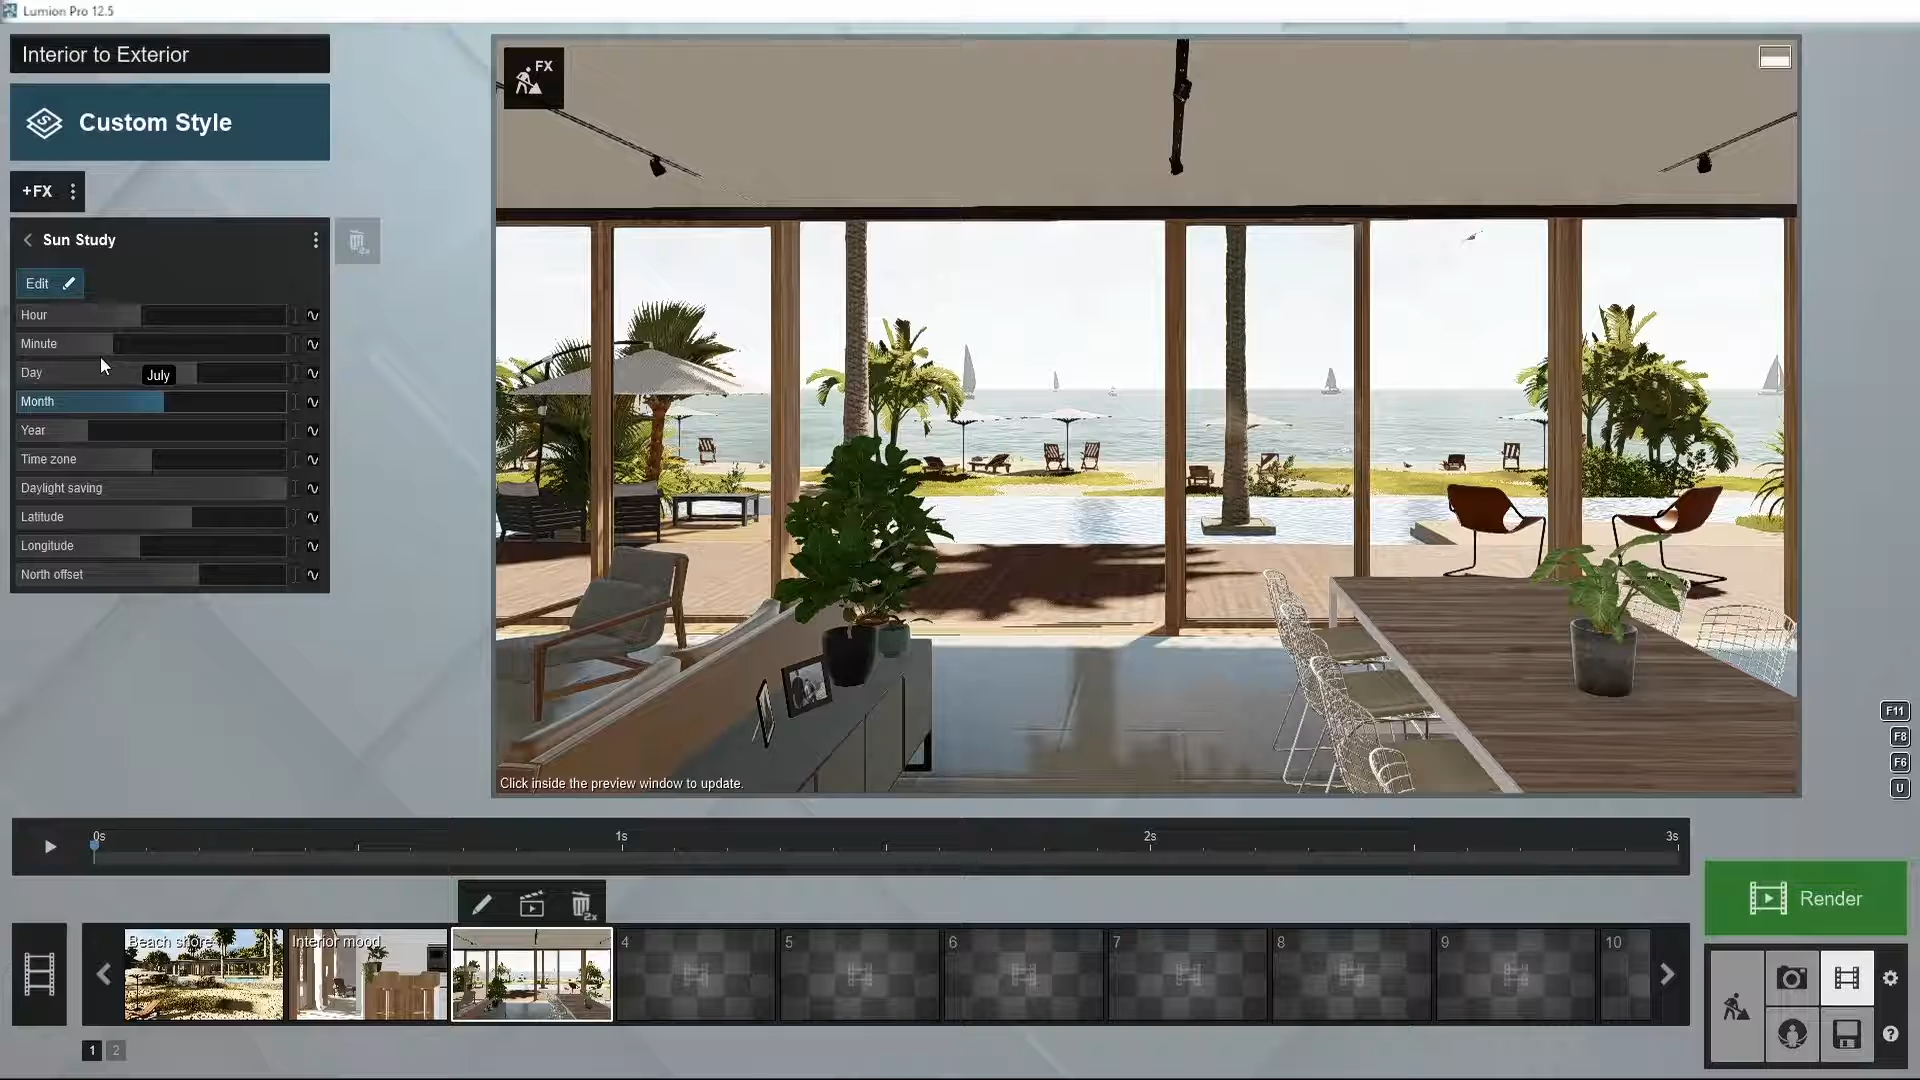 Lumion Pro 12.5
Interior to Exterior
Custom Style
+FX
Sun Study
Edit
Hour
Minute
Day
July
Month
Year
Time zone
Daylight saving
Latitude
Longitude
North offset
FX
Click inside the preview window to update.
F11
F8
F6
U
0s 1s 2s 3s
2x
Render
Beach shore Interior mood 4 5 6 7 8 9 10
?
1 2